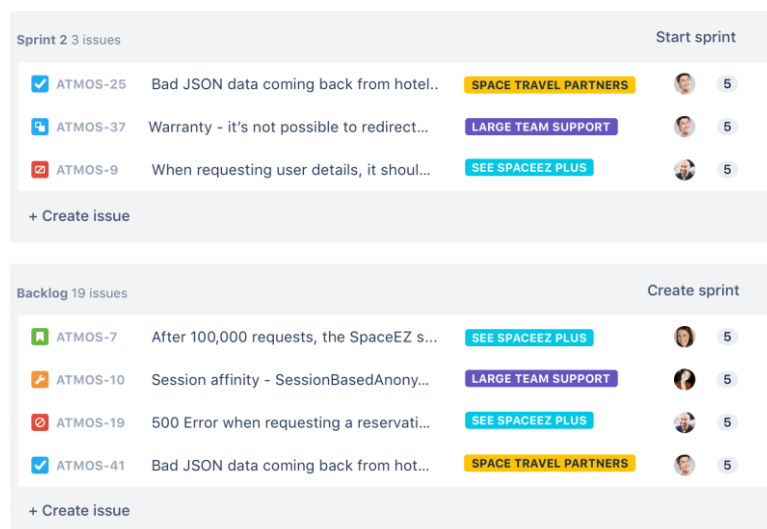 Sprint 2 3 issues Start sprint
ATMOS-25 Bad JSON data coming back from hotel.. SPACE TRAVEL PARTNERS 5
ATMOS-37 Warranty - it's not possible to redirect... LARGE TEAM SUPPORT 5
ATMOS-9 When requesting user details, it shoul... SEE SPACEEZ PLUS 5
+ Create issue
Backlog 19 issues Create sprint
ATMOS-7 After 100,000 requests, the SpaceEZ s... SEE SPACEEZ PLUS 5
ATMOS-10 Session affinity - SessionBasedAnony... LARGE TEAM SUPPORT 5
ATMOS-19 500 Error when requesting a reservati... SEE SPACEEZ PLUS 5
ATMOS-41 Bad JSON data coming back from hot... SPACE TRAVEL PARTNERS 5
+ Create issue